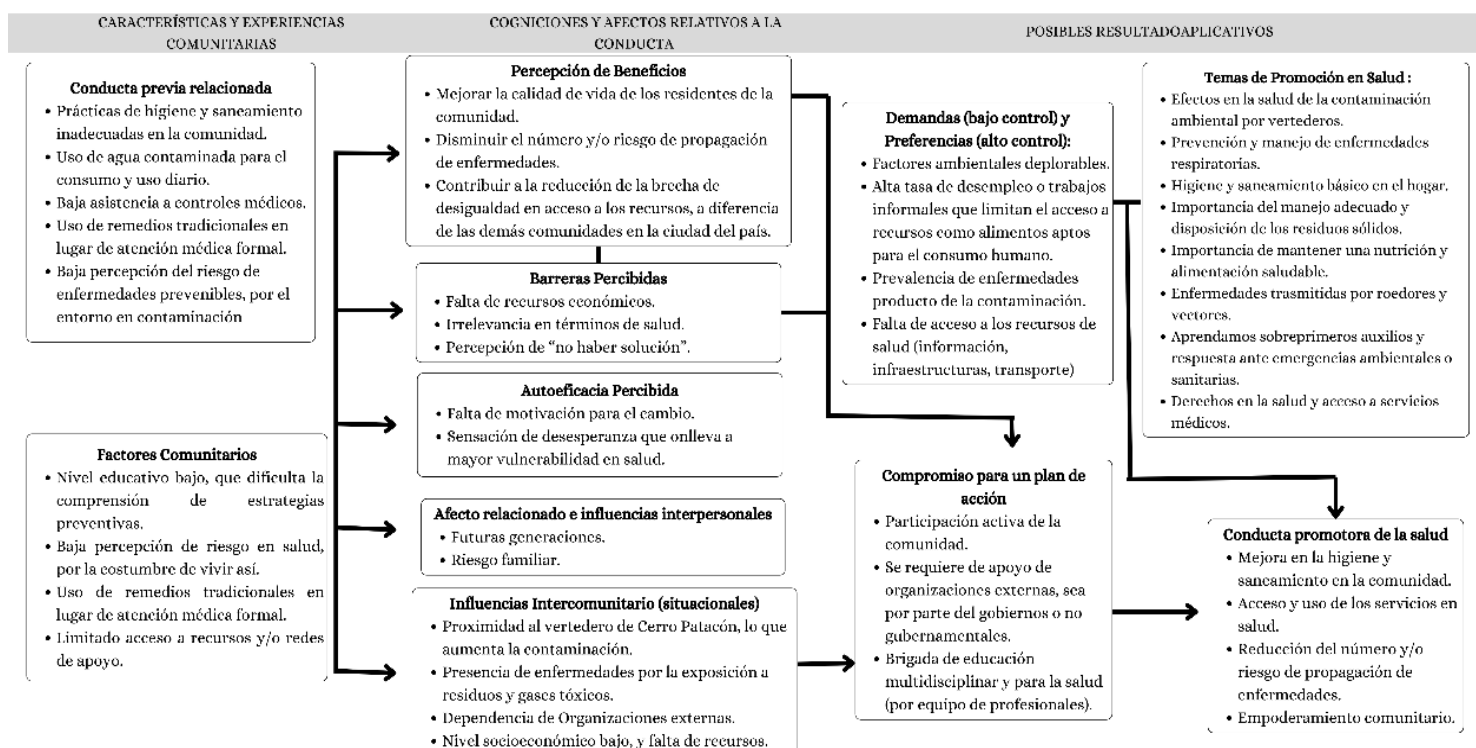 CARACTERÍSTICAS Y EXPERIENCIAS
COMUNITARIAS
COGNICIONES Y AFECTOS RELATIVOS A LA
CONDUCTA
POSIBLES RESULTADOAPLICATIVOS
Conducta previa relacionada
• Prácticas de higiene y saneamiento
inadecuadas en la comunidad.
• Uso de agua contaminada para el
consumo y uso diario.
• Baja asistencia a controles médicos.
• Uso de remedios tradicionales en
lugar de atención médica formal.
• Baja percepción del riesgo de
enfermedades prevenibles, por el
entorno en contaminación
Factores Comunitarios
• Nivel educativo bajo, que dificulta la
comprensión de estrategias
preventivas.
• Baja percepción de riesgo en salud,
por la costumbre de vivir así.
• Uso de remedios tradicionales en
lugar de atención médica formal.
• Limitado acceso a recursos y/o redes
de apoyo.
Percepción de Beneficios
• Mejorar la calidad de vida de los residentes de la
comunidad.
• Disminuir el número y/o riesgo de propagación
de enfermedades.
• Contribuir a la reducción de la brecha de
desigualdad en acceso a los recursos, a diferencia
de las demás comunidades en la ciudad del país.
Barreras Percibidas
• Falta de recursos económicos.
• Irrelevancia en términos de salud.
• Percepción de “no haber solución”.
Autoeficacia Percibida
• Falta de motivación para el cambio.
• Sensación de desesperanza que onlleva a
mayor vulnerabilidad en salud.
Afecto relacionado e influencias interpersonales
• Futuras generaciones.
• Riesgo familiar.
Influencias Intercomunitario (situacionales)
• Proximidad al vertedero de Cerro Patacón, lo que
aumenta la contaminación.
• Presencia de enfermedades por la exposición a
residuos y gases tóxicos.
• Dependencia de Organizaciones externas.
• Nivel socioeconómico bajo, y falta de recursos.
Demandas (bajo control) y
Preferencias (alto control):
• Factores ambientales deplorables.
• Alta tasa de desempleo o trabajos
informales que limitan el acceso a
recursos como alimentos aptos
para el consumo humano.
• Prevalencia de enfermedades
producto de la contaminación.
• Falta de acceso a los recursos de
salud (información,
infraestructuras, transporte)
Compromiso para un plan de
acción
• Participación activa de la
comunidad.
• Se requiere de apoyo de
organizaciones externas, sea
por parte del gobiernos o no
gubernamentales.
• Brigada de educación
multidisciplinar y para la salud
(por equipo de profesionales).
Temas de Promoción en Salud :
• Efectos en la salud de la contaminación
ambiental por vertederos.
• Prevención y manejo de enfermedades
respiratorias.
• Higiene y saneamiento básico en el hogar.
• Importancia del manejo adecuado y
disposición de los residuos sólidos.
• Importancia de mantener una nutrición y
alimentación saludable.
• Enfermedades trasmitidas por roedores y
vectores.
• Aprendamos sobreprimeros auxilios y
respuesta ante emergencias ambientales o
sanitarias.
• Derechos en la salud y acceso a servicios
médicos.
Conducta promotora de la salud
• Mejora en la higiene y
saneamiento en la comunidad.
• Acceso y uso de los servicios en
salud.
• Reducción del número y/o
riesgo de propagación de
enfermedades.
• Empoderamiento comunitario.